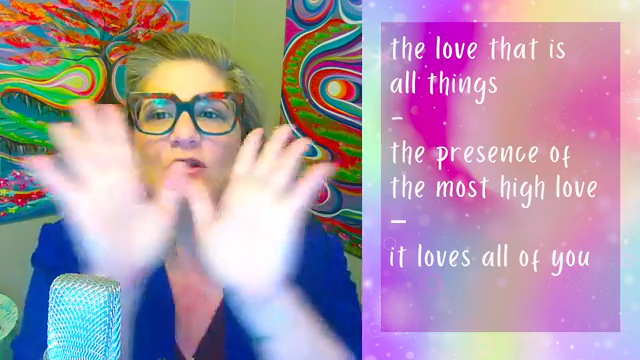 the love that is
all things
-
the presence of
the most high love
-
it loves all of you